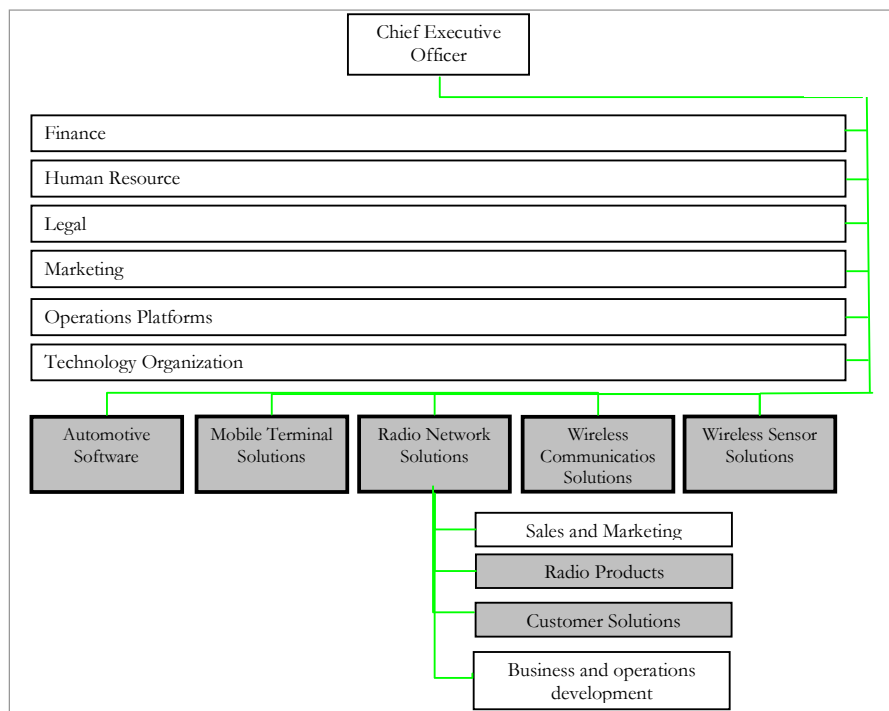 Chief Executive
Officer
Finance
Human Resource
Legal
Marketing
Operations Platforms
Technology Organization
Automotive
Software
Mobile Terminal
Solutions
Radio Network
Solutions
Wireless
Communicatios
Solutions
Wireless Sensor
Solutions
Sales and Marketing
Radio Products
Customer Solutions
Business and operations
development